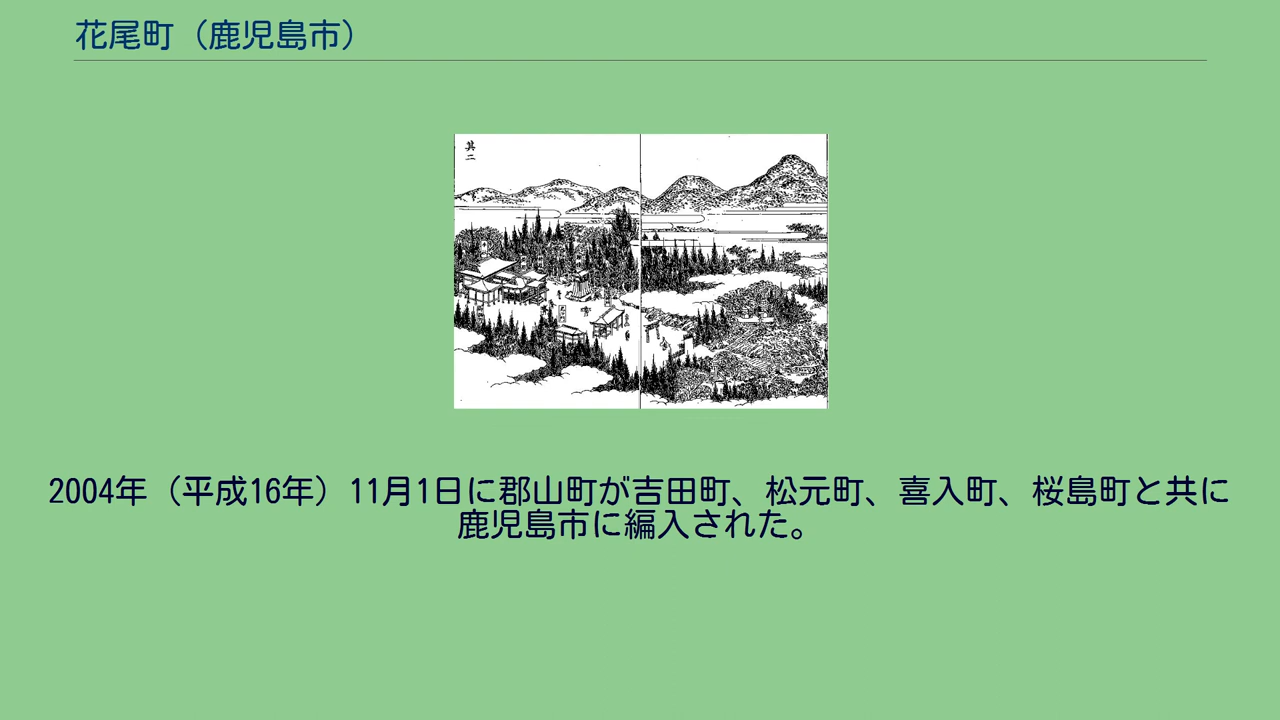 花尾町（鹿児島市）
其二
2004年（平成16年）11月1日に郡山町が吉田町、松元町、喜入町、桜島町と共に
鹿児島市に編入された。